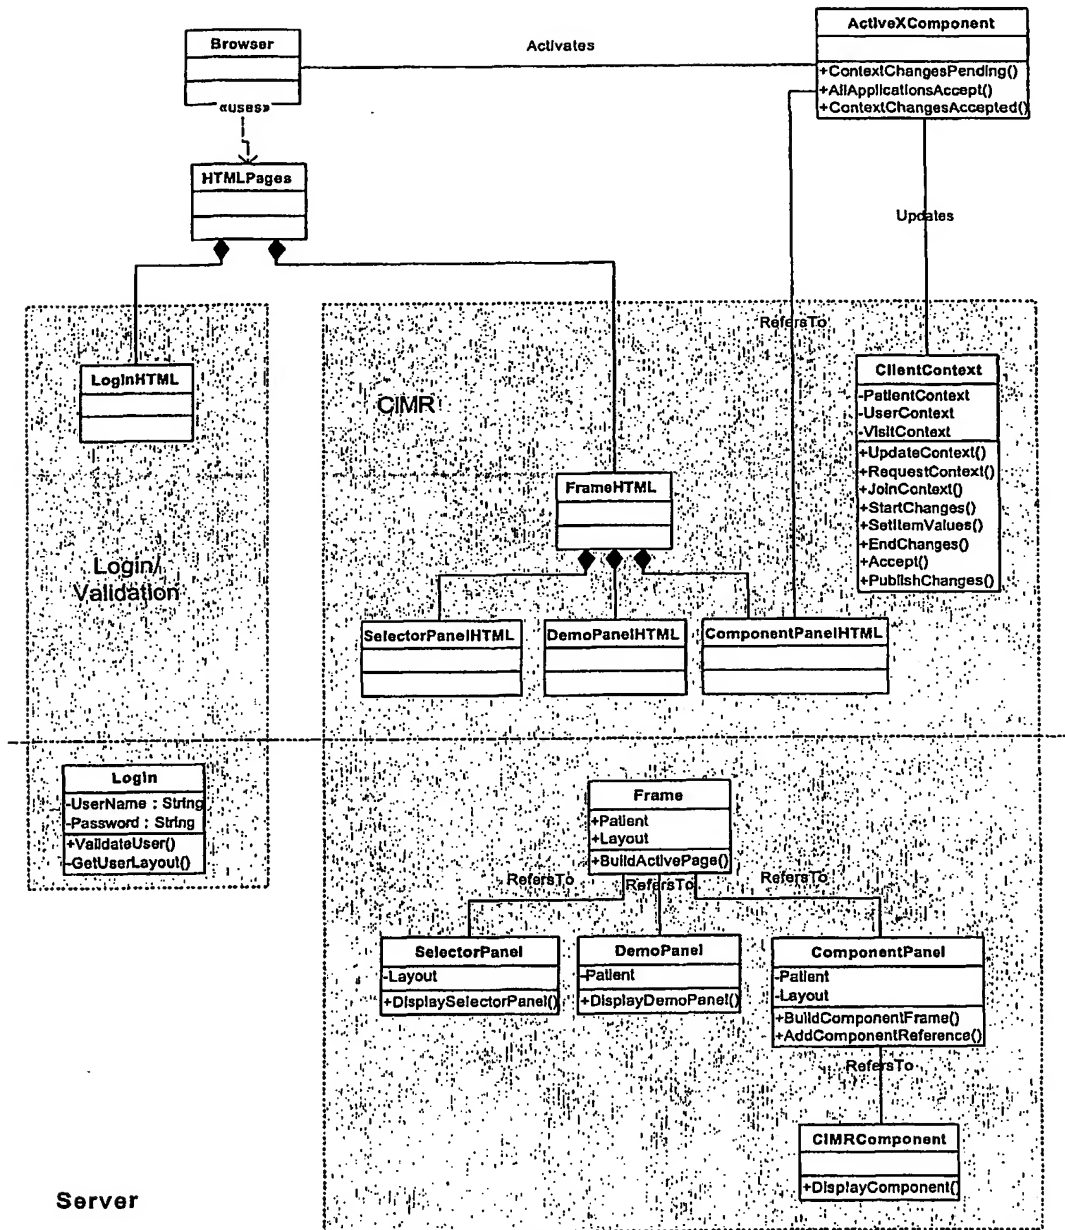 ActiveXComponent
+ContextChangesPending()
+AllApplicationsAccept()
+ContextChangesAccepted()
Browser
Activates
«uses»
HTMLPages
Updates
RefersTo
LoginHTML
CIMR
ClientContext
-PatientContext
-UserContext
-VisitContext
+UpdateContext()
+RequestContext()
+JoinContext()
+StartChanges()
+SetItemValues()
+EndChanges()
+Accept()
+PublishChanges()
FrameHTML
Login/
Validation
SelectorPanelHTML
DemoPanelHTML
ComponentPanelHTML
Login
-UserName : String
-Password : String
+ValidateUser()
-GetUserLayout()
Frame
+Patient
+Layout
+BuildActivePage()
RefersTo
RefersTo
RefersTo
SelectorPanel
-Layout
+DisplaySelectorPanel()
DemoPanel
-Patient
+DisplayDemoPanel()
ComponentPanel
-Patient
-Layout
+BuildComponentFrame()
+AddComponentReference()
RefersTo
CIMRComponent
+DisplayComponent()
Server